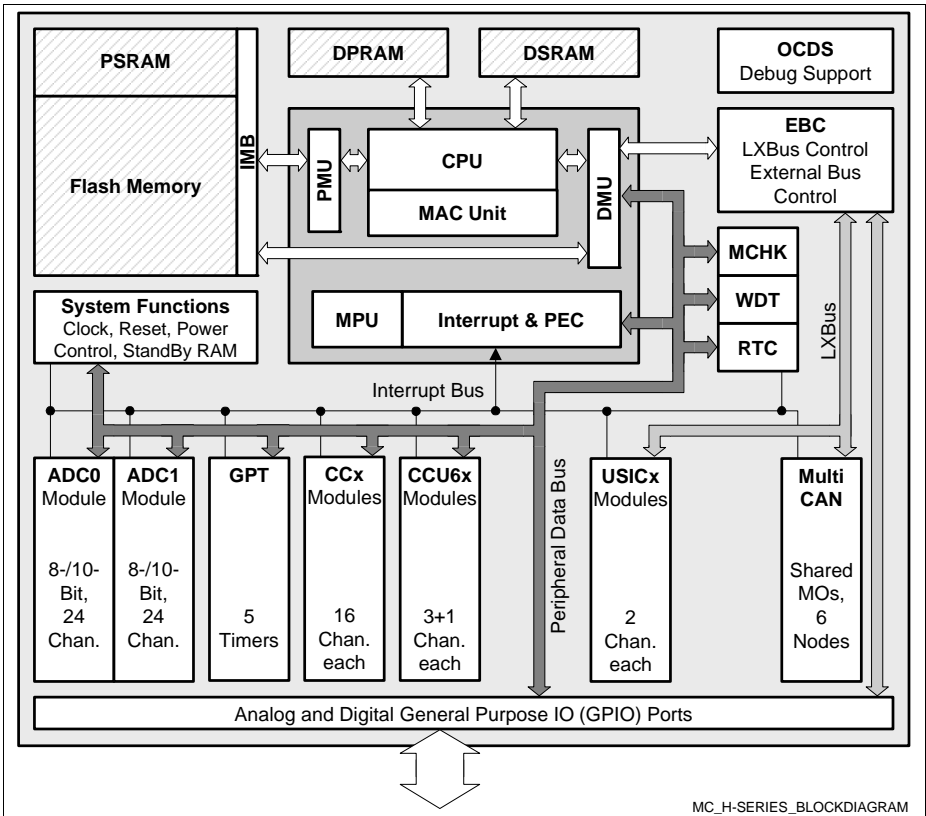 PSRAM
Flash Memory
IMB
DPRAM
DSRAM
OCDS
Debug Support
PMU
CPU
MAC Unit
DMU
EBC
LXBus Control
External Bus
Control
MCHK
WDT
RTC
LXBus
System Functions
Clock, Reset, Power
Control, StandBy RAM
MPU
Interrupt & PEC
Interrupt Bus
Peripheral Data Bus
ADC0
Module
8-/10-
Bit,
24
Chan.
ADC1
Module
8-/10-
Bit,
24
Chan.
GPT
5
Timers
CCx
Modules
16
Chan.
each
CCU6x
Modules
3+1
Chan.
each
USICx
Modules
2
Chan.
each
Multi
CAN
Shared
MOs,
6
Nodes
Analog and Digital General Purpose IO (GPIO) Ports
MC_H-SERIES_BLOCKDIAGRAM